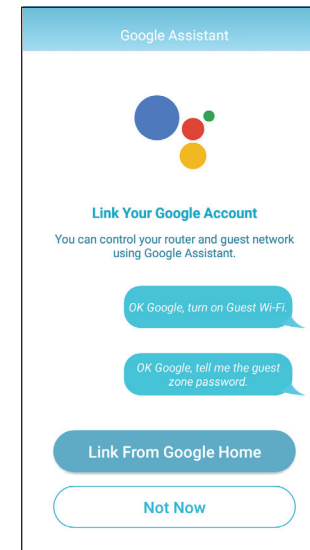 Google Assistant
Link Your Google Account
You can control your router and guest network
using Google Assistant.
OK Google, turn on Guest Wi-Fi.
OK Google, tell me the guest
zone password.
Link From Google Home
Not Now